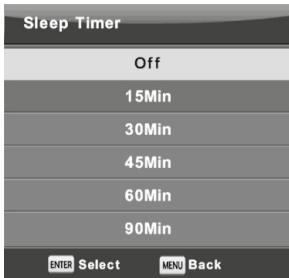 Sleep Timer
Off
15Min
30Min
45Min
60Min
90Min
ENTER Select MENU Back